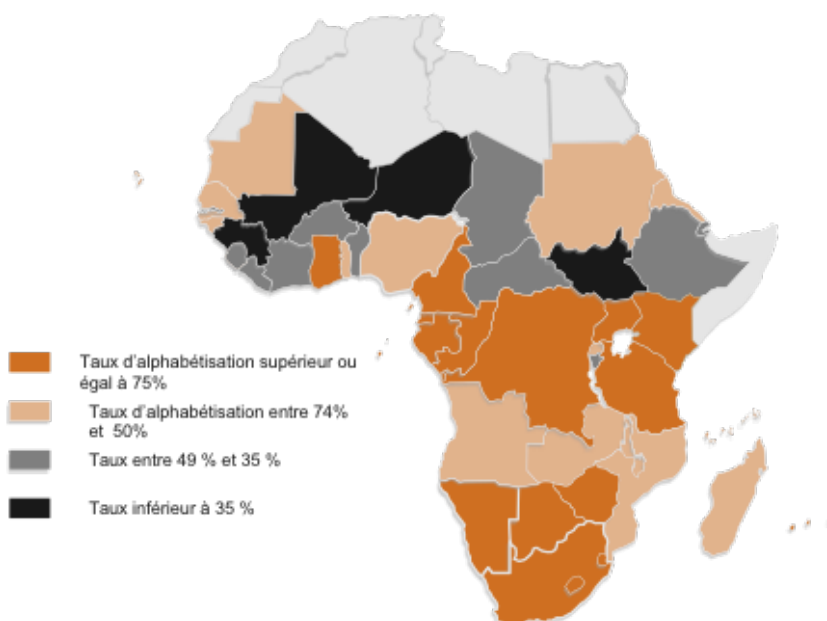 Taux d'alphabétisation supérieur ou
égal à 75%
Taux d'alphabétisation entre 74%
et 50%
Taux entre 49 % et 35 %
Taux inférieur à 35 %